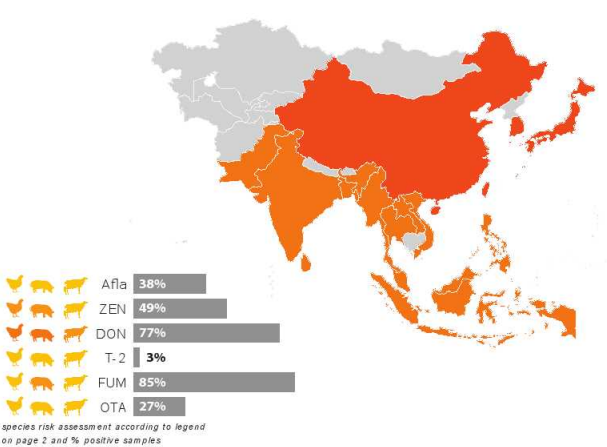 Afla 38%
ZEN 49%
DON 77%
T-2 3%
FUM 85%
OTA 27%
species risk assessment according to legend
on page 2 and % positive samples